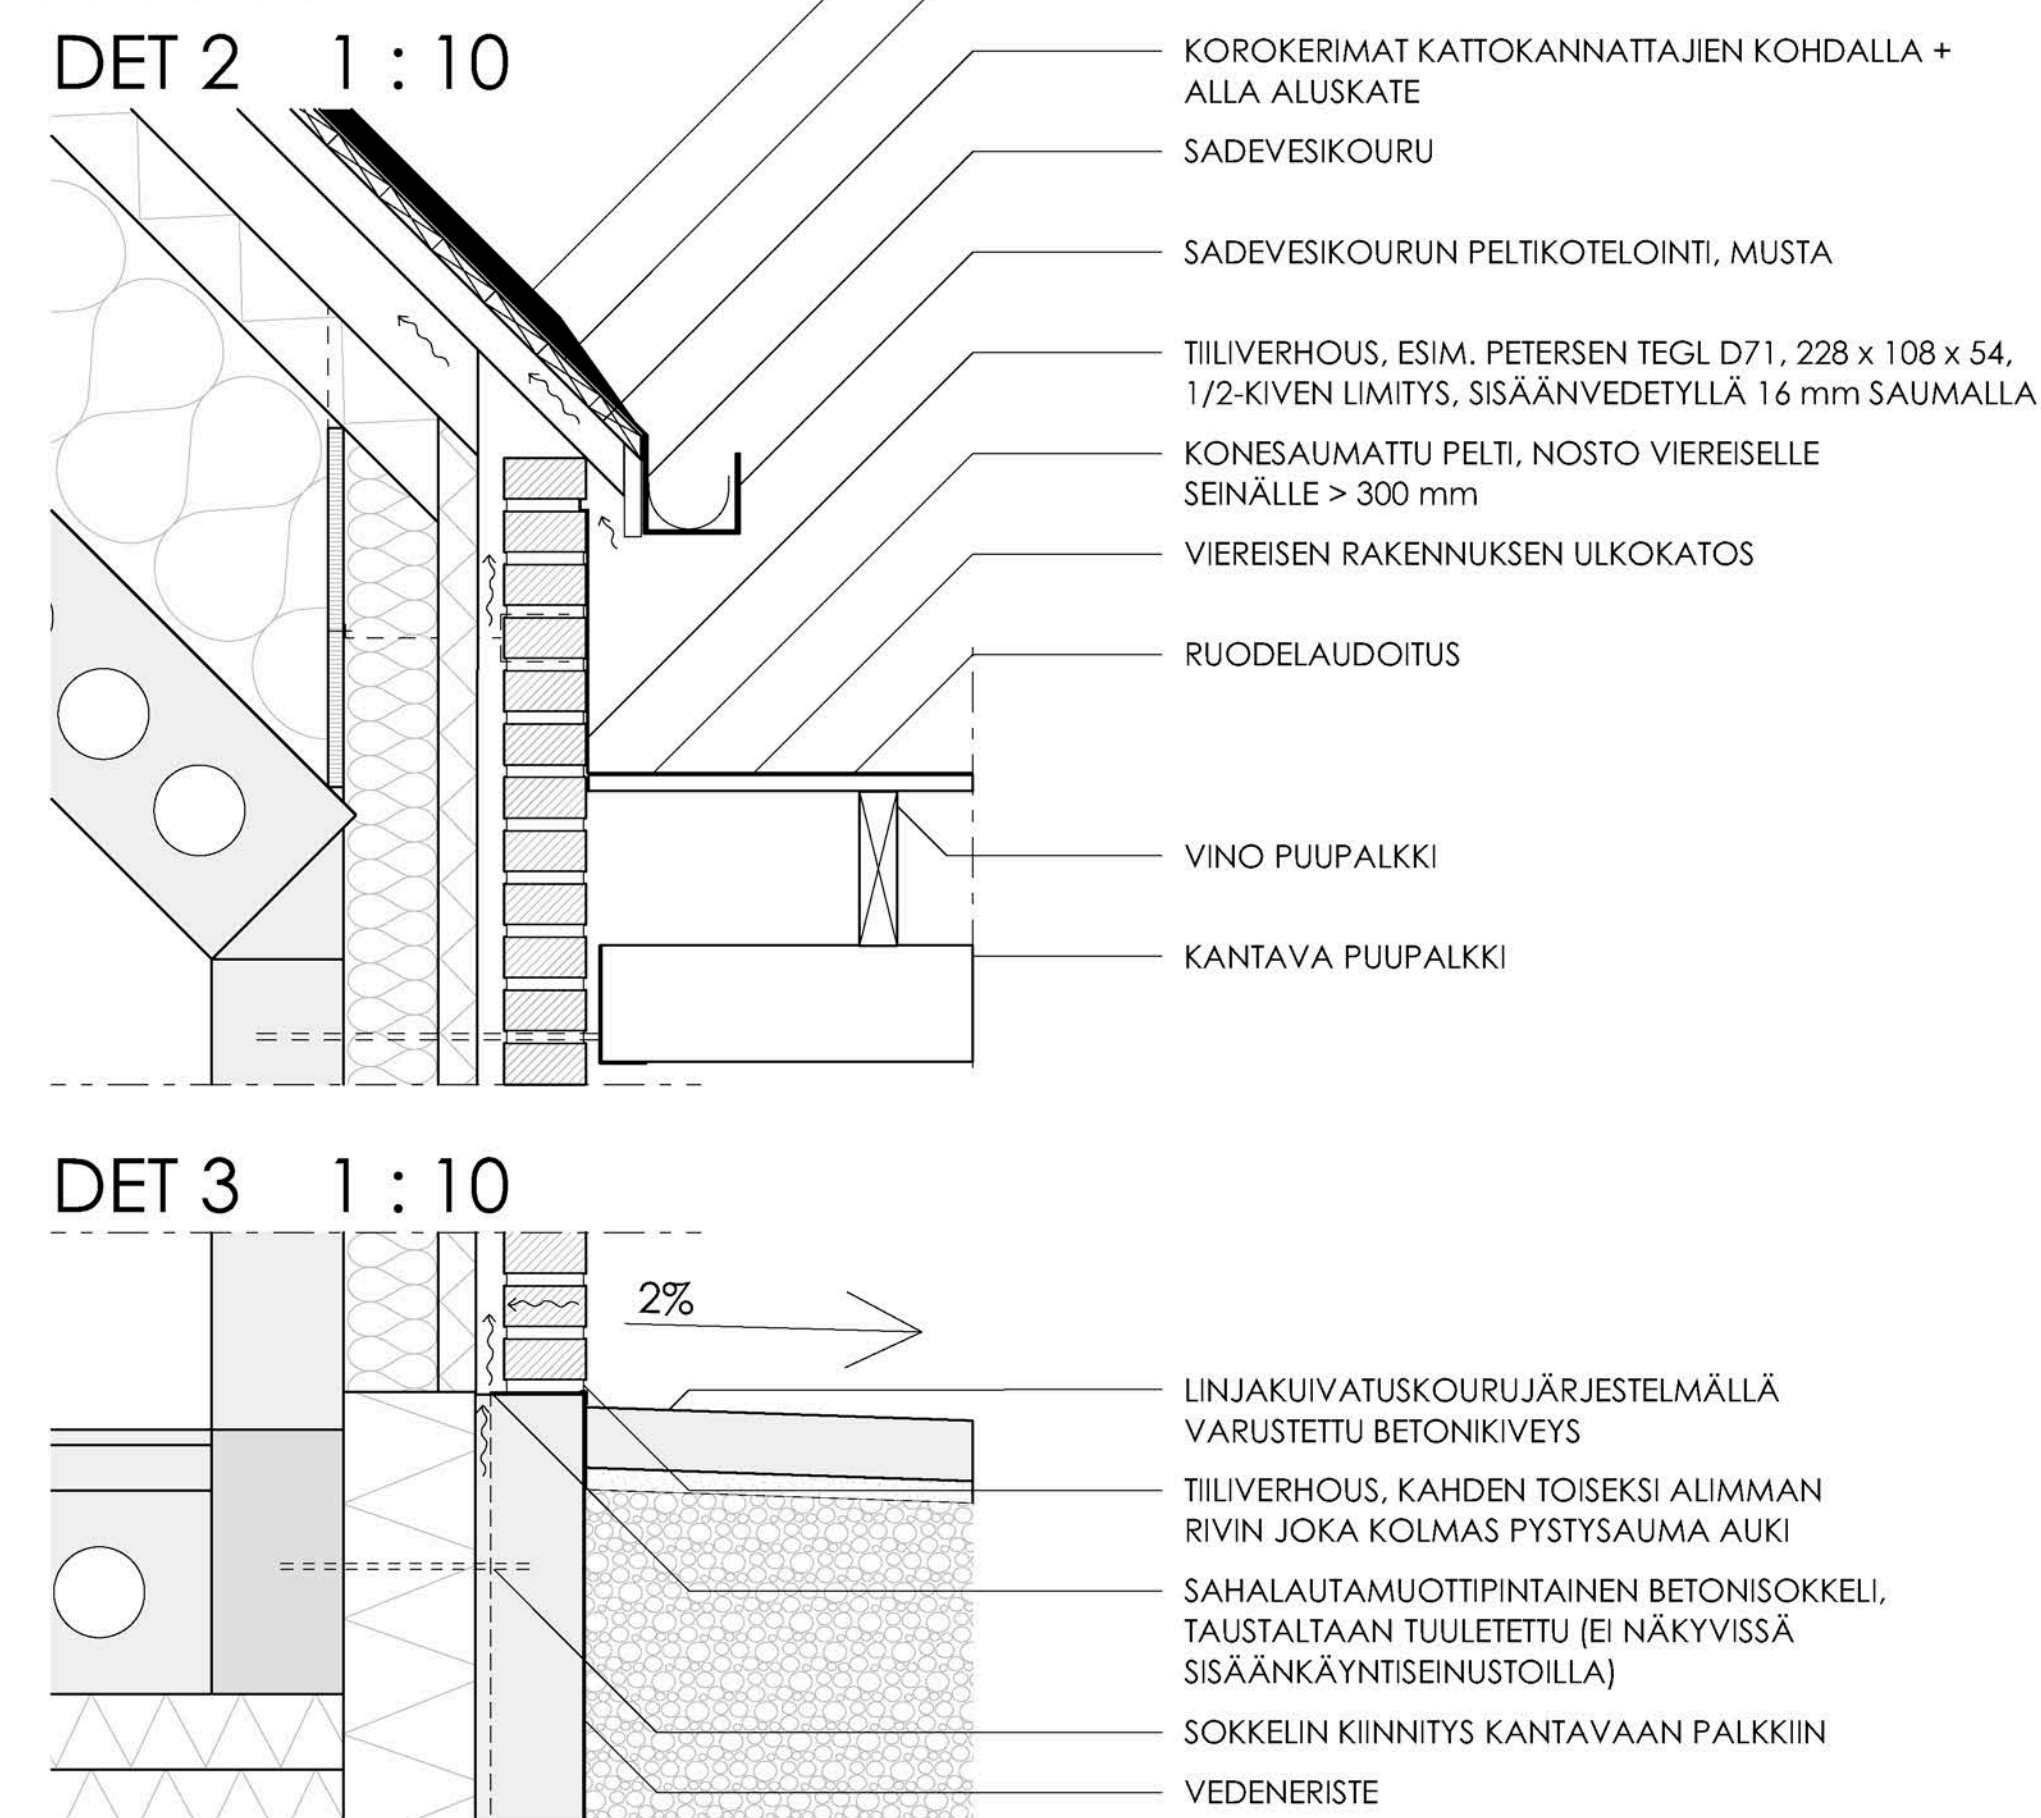 DET 2 1 : 10
KOROKERIMAT KATTOKANNATTAJIEN KOHDALLA +
ALLA ALUSKATE
SADEVESIKOURU
SADEVESIKOURUN PELTIKOTELOINTI, MUSTA
TIILIVERHOUS, ESIM. PETERSEN TEGL D71, 228 x 108 x 54,
1/2-KIVEN LIMITYS, SISÄÄNVEDETYLLÄ 16 mm SAUMALLA
KONESAUMATTU PELTI, NOSTO VIEREISELLE
SEINÄLLE > 300 mm
VIEREISEN RAKENNUKSEN ULKOKATOS
RUODELAUDOITUS
VINO PUUPALKKI
KANTAVA PUUPALKKI
DET 3 1 : 10
2%
LINJAKUIVATUSKOURUJÄRJESTELMÄLLÄ
VARUSTETTU BETONIKIVEYS
TIILIVERHOUS, KAHDEN TOISEKSI ALIMMAN
RIVIN JOKA KOLMAS PYSTYSAUMA AUKI
SAHALAUTAMUOTTIPINTAINEN BETONISOKKELI,
TAUSTALTAAN TUULETETTU (EI NÄKYVISSÄ
SISÄÄNKÄYNTISEINUSTOILLA)
SOKKELIN KIINNITYS KANTAVAAN PALKKIIN
VEDENERISTE